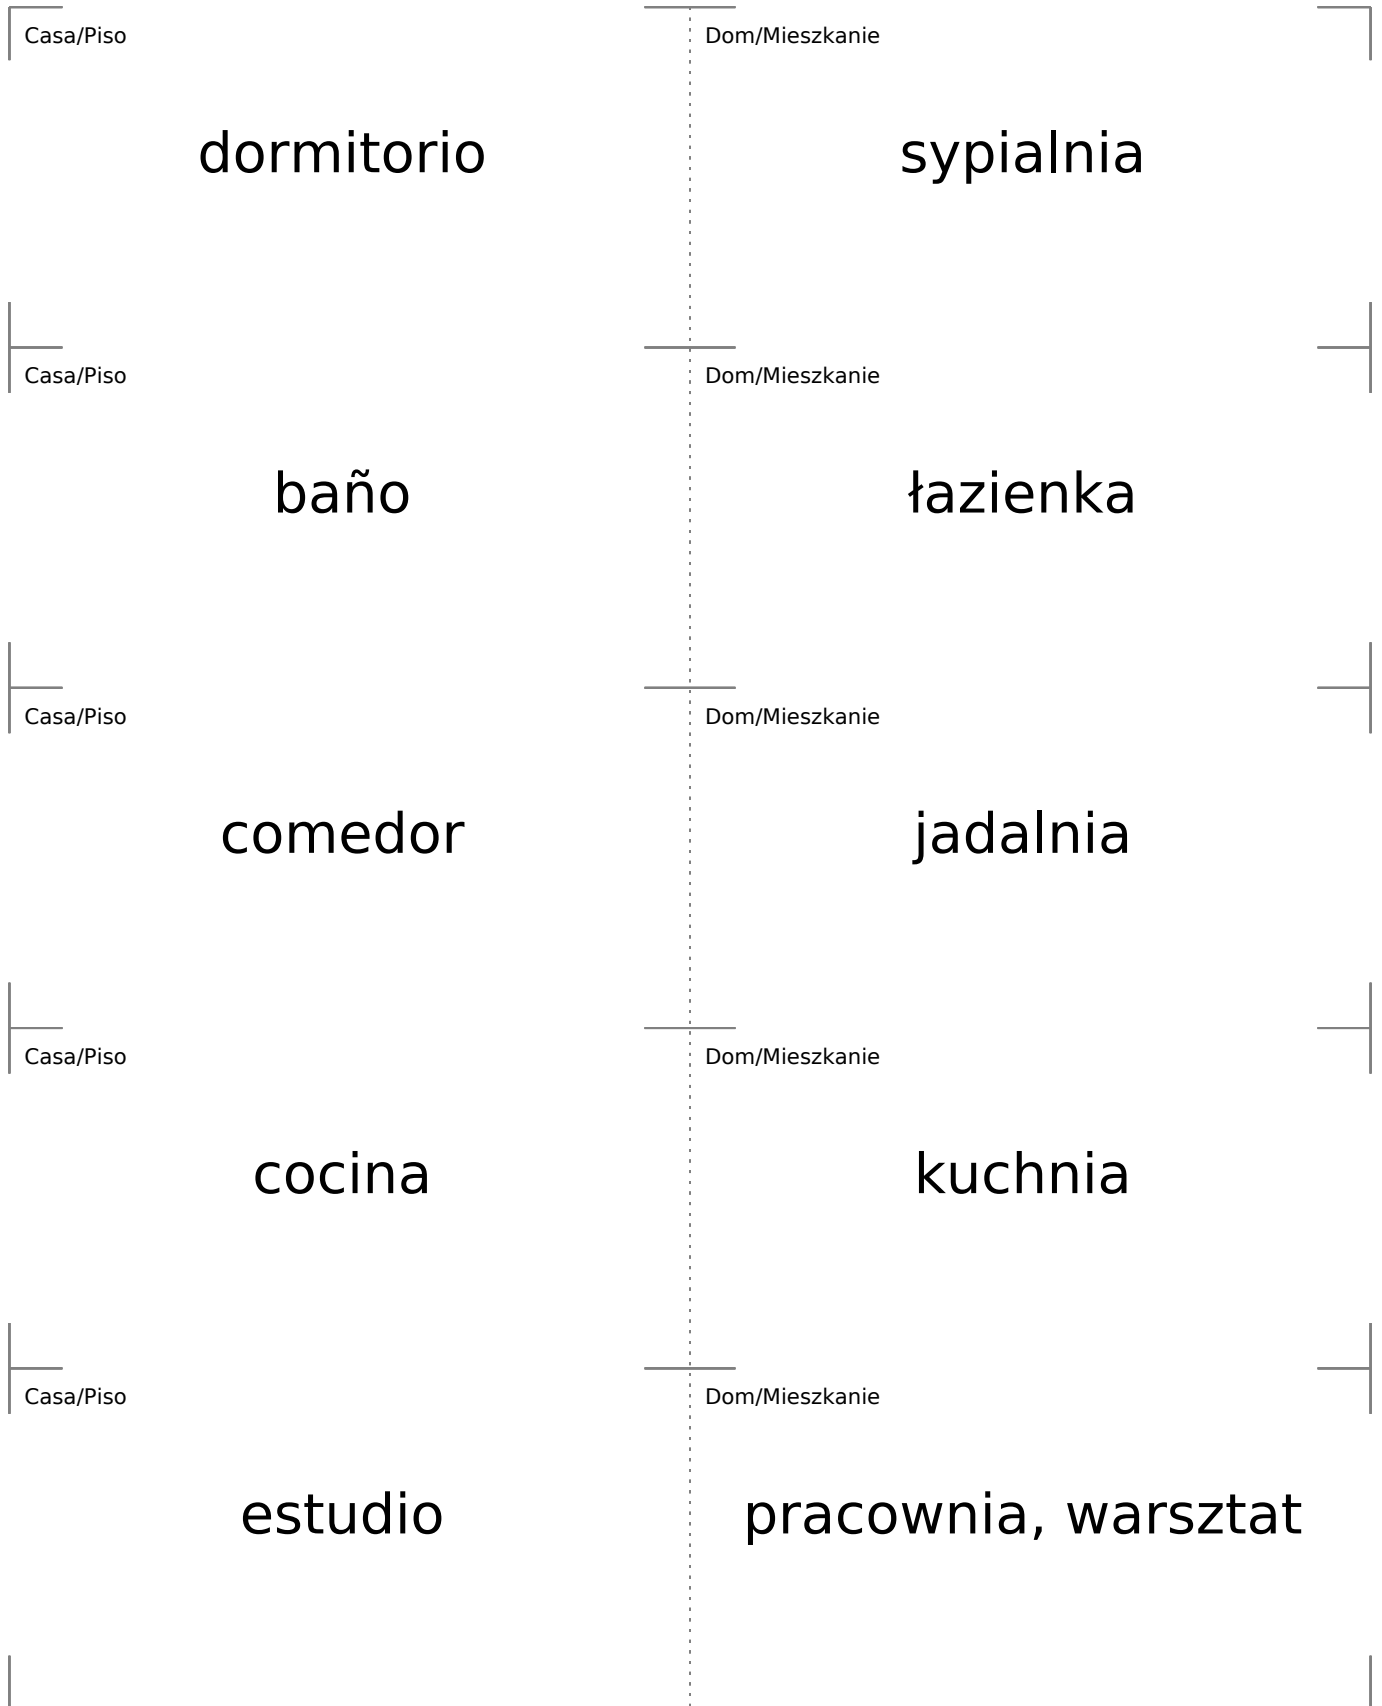 Casa/Piso
Dom/Mieszkanie
dormitorio
sypialnia
Casa/Piso
Dom/Mieszkanie
baño
łazienka
Casa/Piso
Dom/Mieszkanie
comedor
jadalnia
Casa/Piso
Dom/Mieszkanie
cocina
kuchnia
Casa/Piso
Dom/Mieszkanie
estudio
pracownia, warsztat